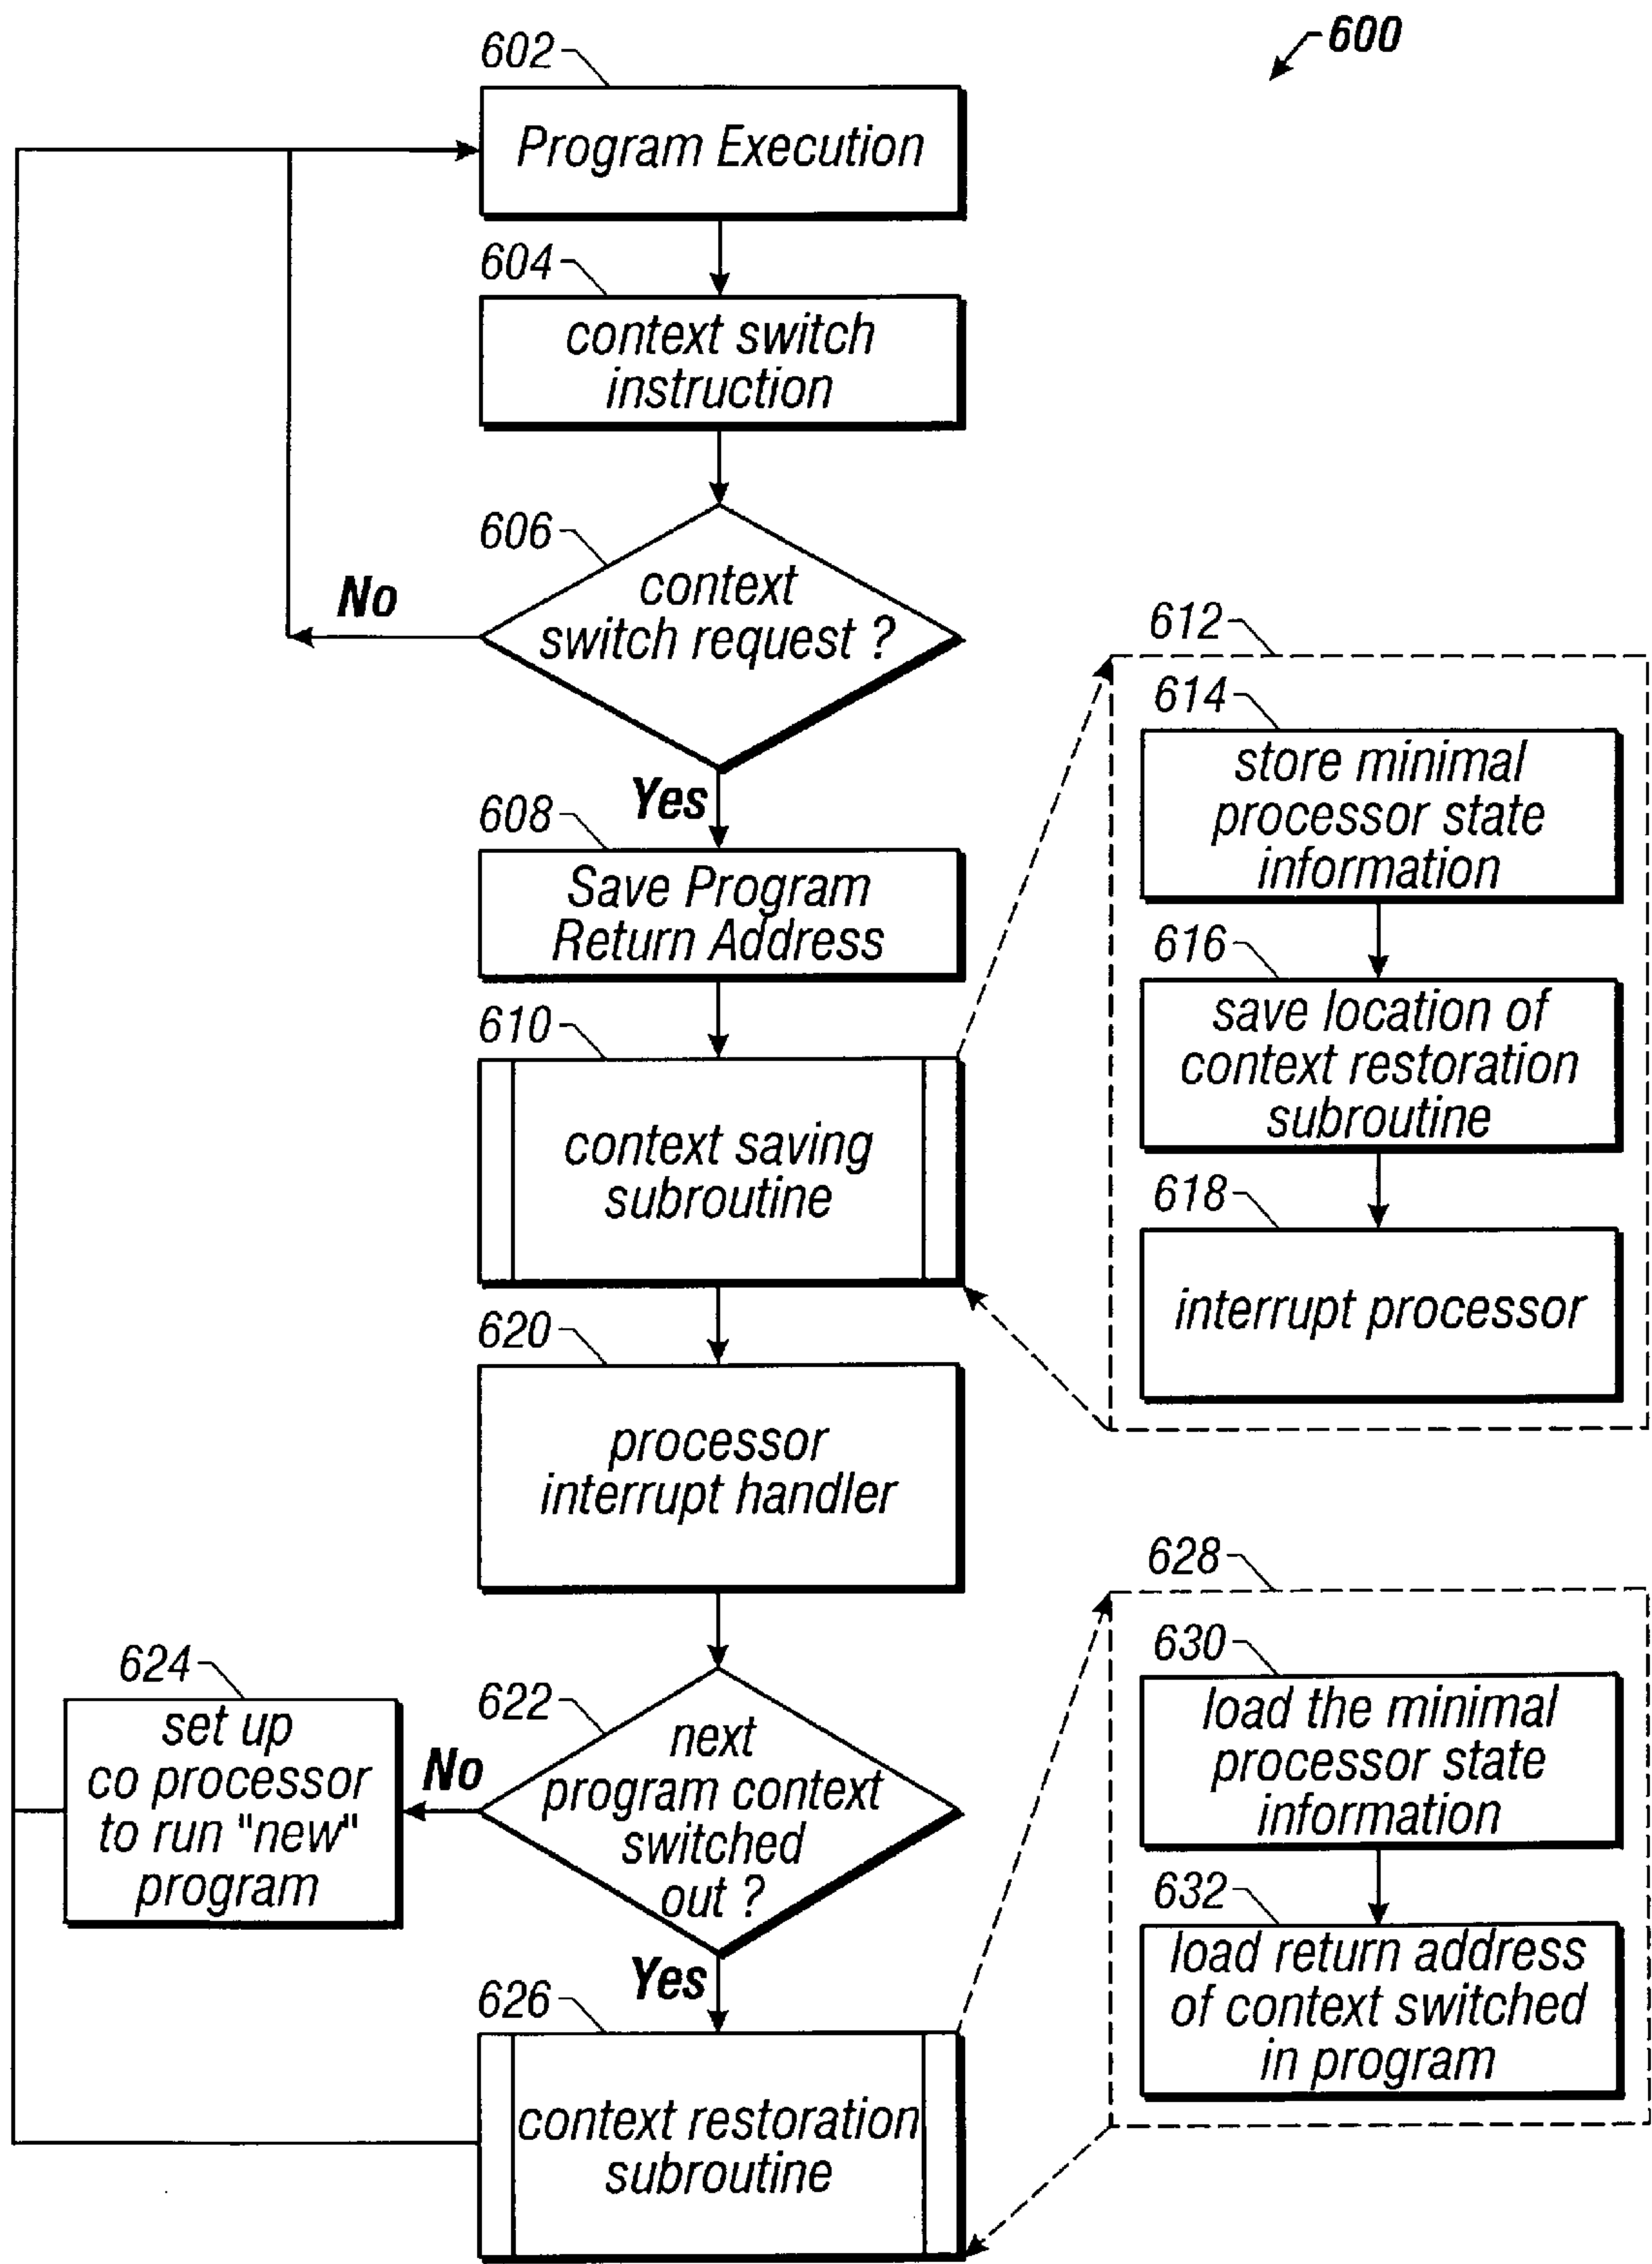 600
602
Program Execution
604
context switch
instruction
606
context
switch request ?
No
Yes
608
Save Program
Return Address
610
context saving
subroutine
612
614
store minimal
processor state
information
616
save location of
context restoration
subroutine
618
interrupt processor
620
processor
interrupt handler
622
next
program context
switched
out ?
No
624
set up
co processor
to run "new"
program
Yes
626
context restoration
subroutine
628
630
load the minimal
processor state
information
632
load return address
of context switched
in program